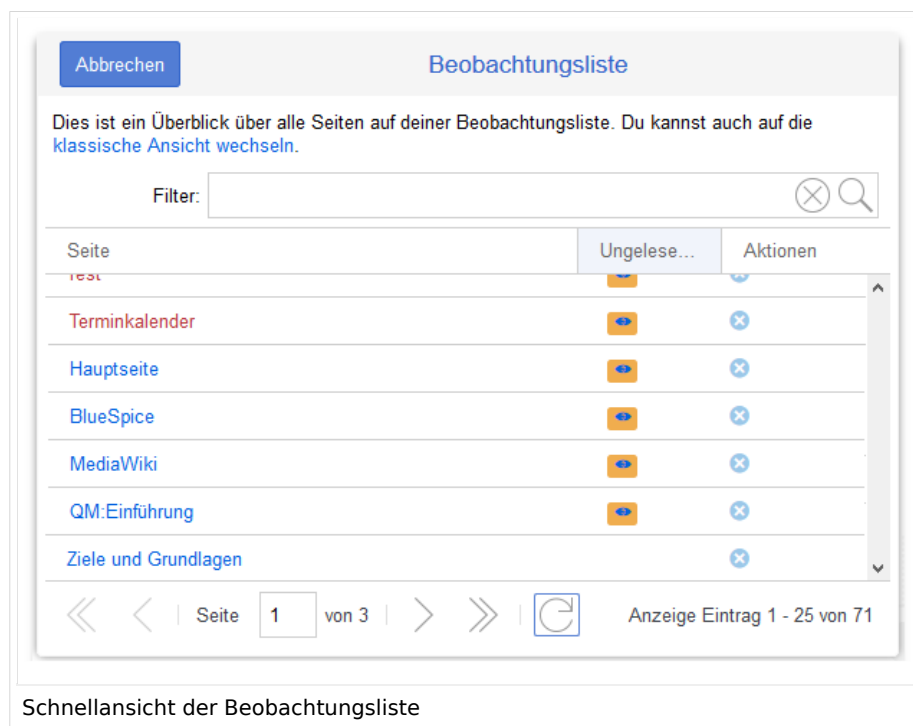 Abbrechen
Beobachtungsliste
Dies ist ein Überblick über alle Seiten auf deiner Beobachtungsliste. Du kannst auch auf die
klassische Ansicht wechseln.
Filter:
Seite Ungelese... Aktionen
Test
Terminkalender
Hauptseite
BlueSpice
MediaWiki
QM:Einführung
Ziele und Grundlagen
Seite 1 von 3 Anzeige Eintrag 1 - 25 von 71
Schnellansicht der Beobachtungsliste